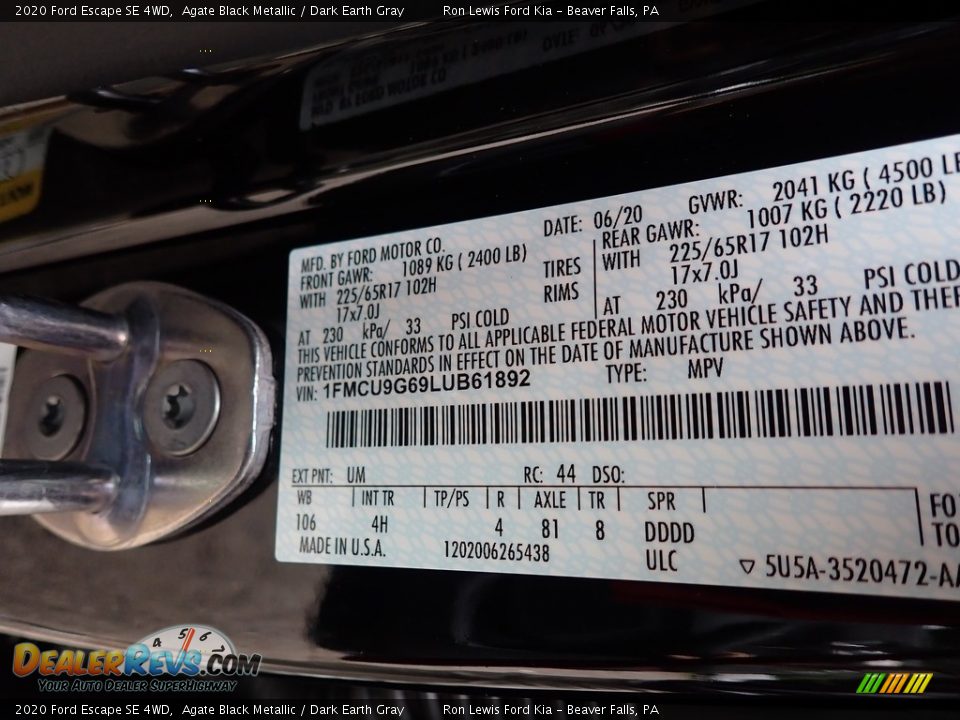 2020 Ford Escape SE 4WD, Agate Black Metallic / Dark Earth Gray Ron Lewis Ford Kia - Beaver Falls, PA
MFD. BY FORD MOTOR CO. DATE: 06/20 GVWR: 2041 KG ( 4500 LB
FRONT GAWR: 1089 KG ( 2400 LB) REAR GAWR: 1007 KG ( 2220 LB)
WITH 225/65R17 102H TIRES WITH 225/65R17 102H
17x7.0J RIMS 17x7.0J
AT 230 kPa/ 33 PSI COLD AT 230 kPa/ 33 PSI COLD
THIS VEHICLE CONFORMS TO ALL APPLICABLE FEDERAL MOTOR VEHICLE SAFETY AND THEF
PREVENTION STANDARDS IN EFFECT ON THE DATE OF MANUFACTURE SHOWN ABOVE.
VIN: 1FMCU9G69LUB61892 TYPE: MPV
EXT PNT: UM RC: 44 DSO:
WB INT TR TP/PS R AXLE TR SPR
106 4H 4 81 8 DDDD
MADE IN U.S.A. 1202006265438 ULC
FO
TO
5U5A-3520472-AA
4 5 6
DEALERREVS.COM
YOUR AUTO DEALER SUPERHIGHWAY
2020 Ford Escape SE 4WD, Agate Black Metallic / Dark Earth Gray Ron Lewis Ford Kia - Beaver Falls, PA